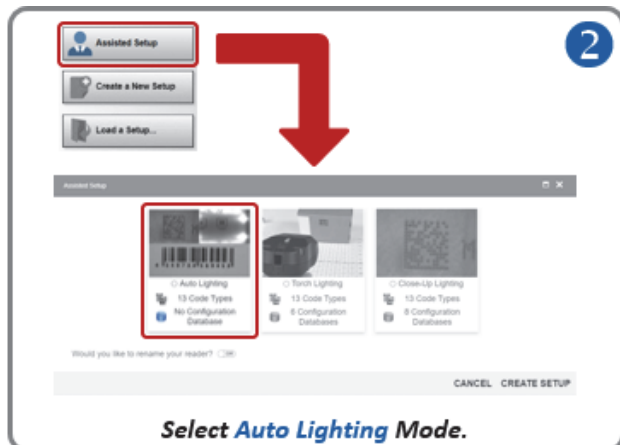 2
Assisted Setup
Create a New Setup
Load a Setup...
Assisted Setup
Auto Lighting
13 Code Types
No Configuration
Database
Torch Lighting
13 Code Types
6 Configuration
Databases
Close-Up Lighting
13 Code Types
8 Configuration
Databases
Would you like to rename your reader?
CANCEL CREATE SETUP
Select Auto Lighting Mode.